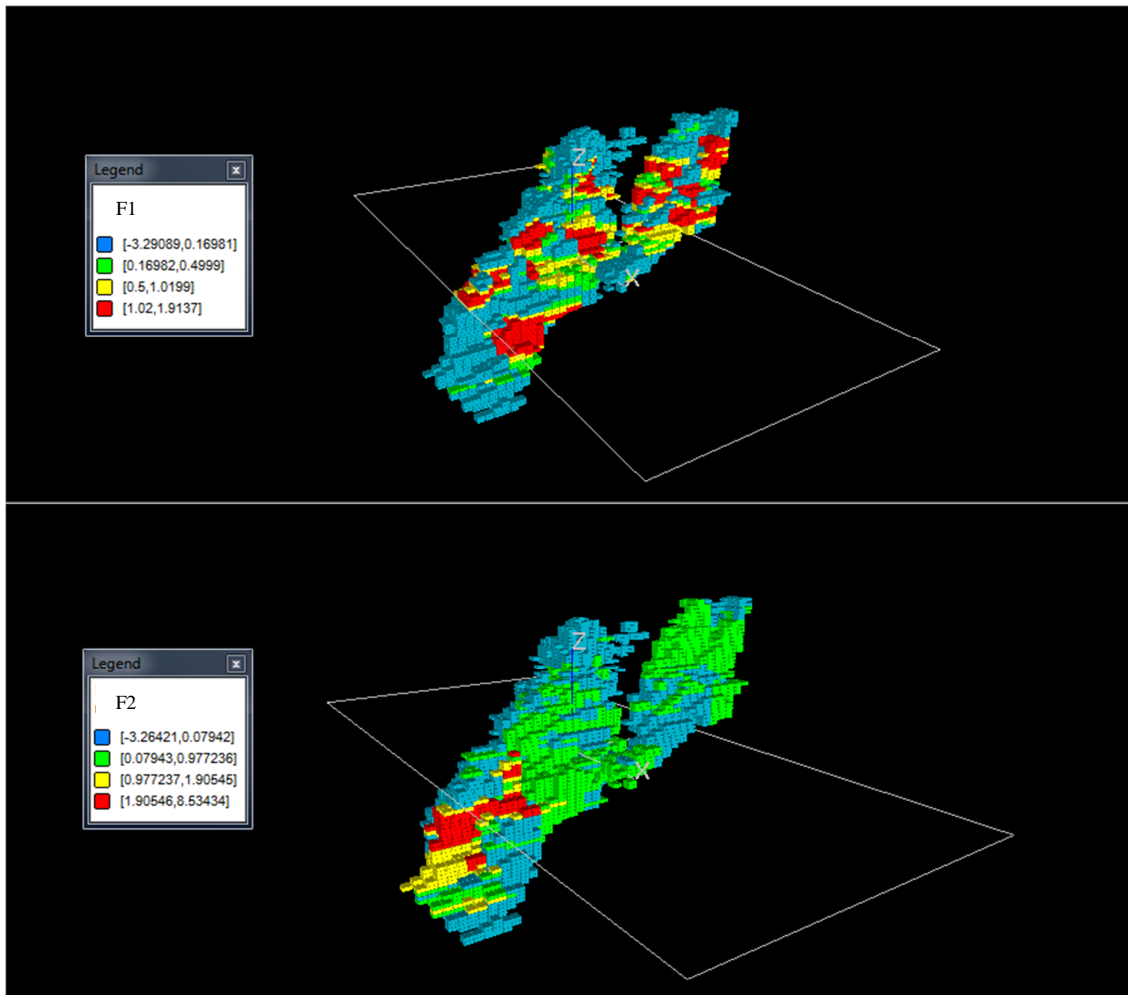 Legend
F1
[-3.29089,0.16981]
[0.16982,0.4999]
[0.5,1.0199]
[1.02,1.9137]
Z
X
Legend
F2
[-3.26421,0.07942]
[0.07943,0.977236]
[0.977237,1.90545]
[1.90546,8.53434]
Z
X